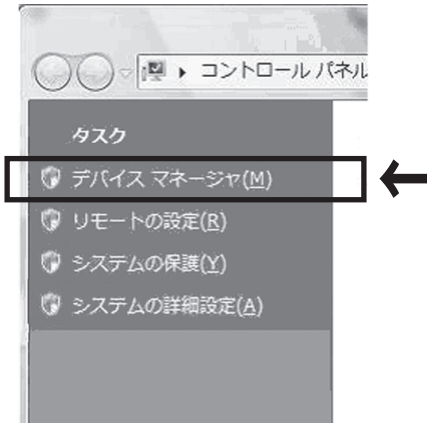 コントロール パネル
タスク
デバイス マネージャ(M)
リモートの設定(R)
システムの保護(Y)
システムの詳細設定(A)